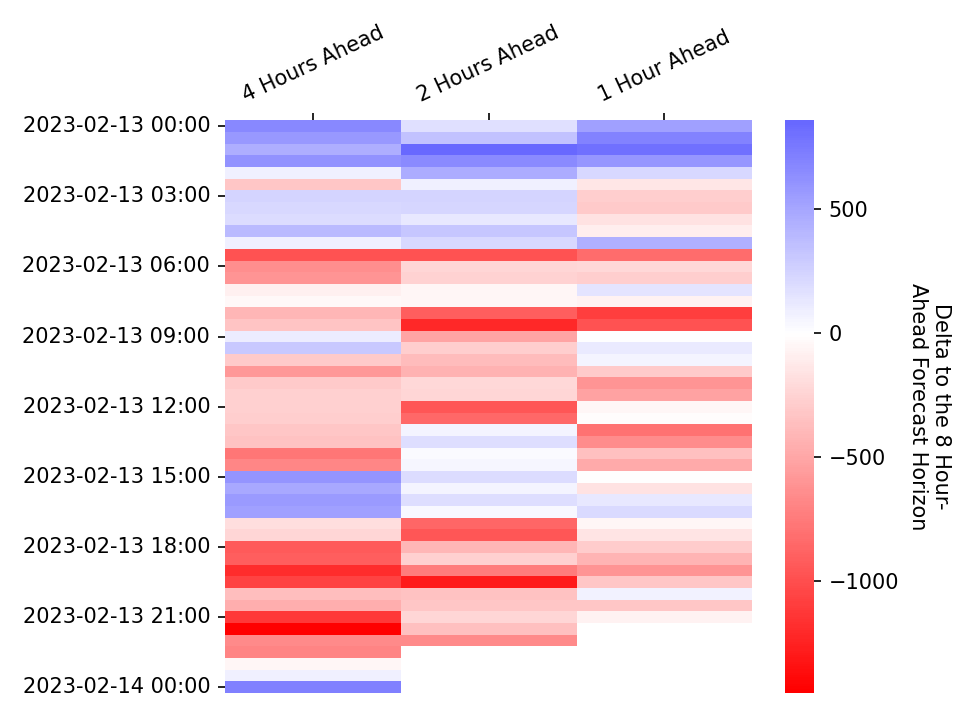 4 Hours Ahead
2 Hours Ahead
1 Hour Ahead
2023-02-13 00:00
2023-02-13 03:00
2023-02-13 06:00
2023-02-13 09:00
2023-02-13 12:00
2023-02-13 15:00
2023-02-13 18:00
2023-02-13 21:00
2023-02-14 00:00
500
0
−500
−1000
Delta to the 8 Hour-
Ahead Forecast Horizon